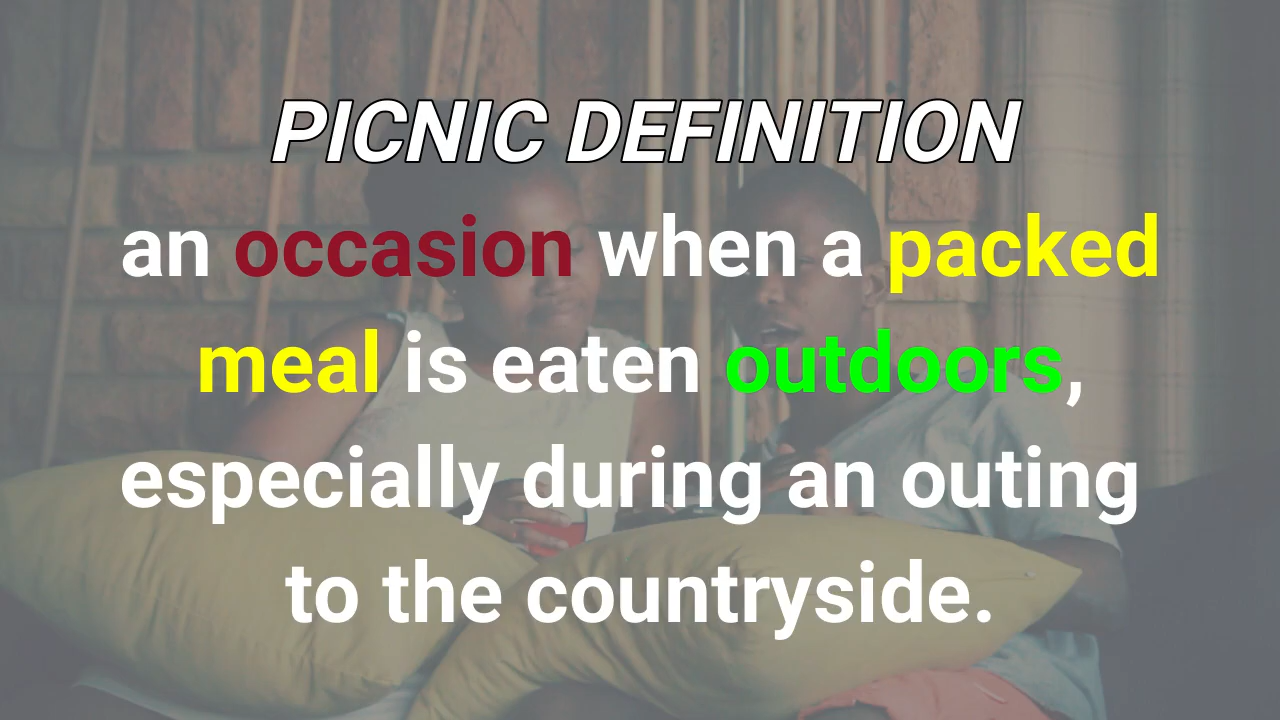 PICNIC DEFINITION
an occasion when a packed
meal is eaten outdoors,
especially during an outing
to the countryside.